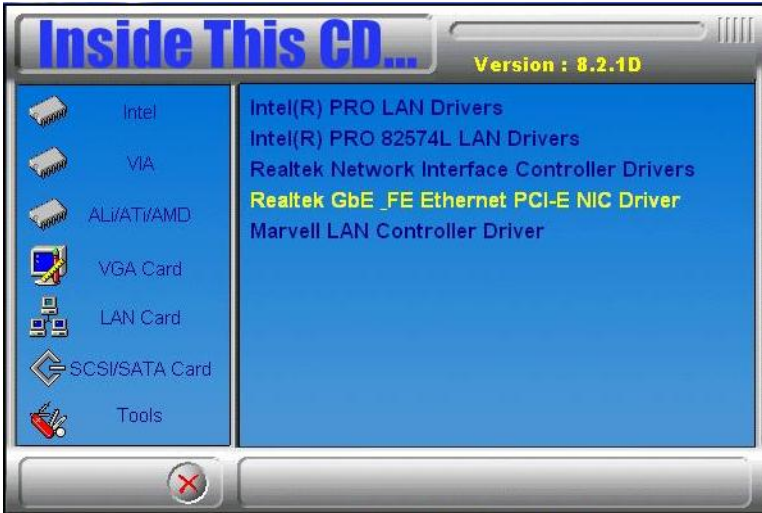 Inside This CD...
Version : 8.2.1D
Intel
VIA
ALi/ATi/AMD
VGA Card
LAN Card
SCSI/SATA Card
Tools
Intel(R) PRO LAN Drivers
Intel(R) PRO 82574L LAN Drivers
Realtek Network Interface Controller Drivers
Realtek GbE _FE Ethernet PCI-E NIC Driver
Marvell LAN Controller Driver